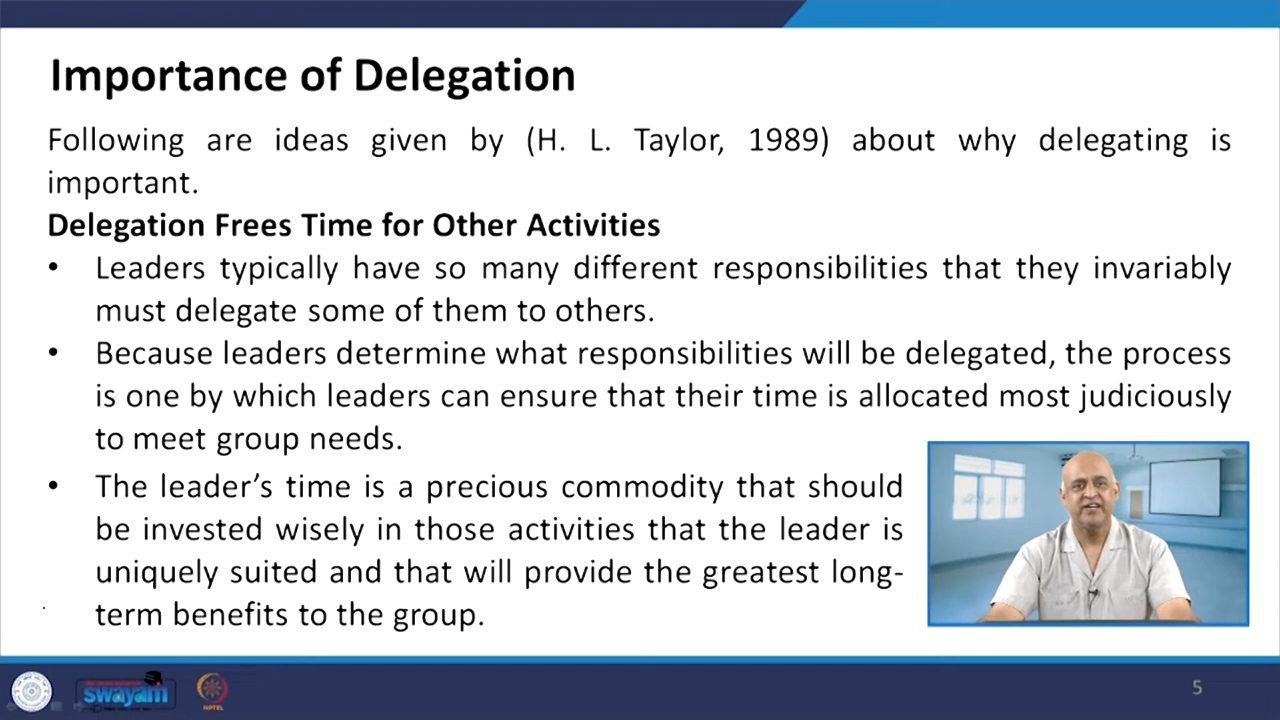 Importance of Delegation
Following are ideas given by (H. L. Taylor, 1989) about why delegating is
important.
Delegation Frees Time for Other Activities
• Leaders typically have so many different responsibilities that they invariably
must delegate some of them to others.
• Because leaders determine what responsibilities will be delegated, the process
is one by which leaders can ensure that their time is allocated most judiciously
to meet group needs.
• The leader’s time is a precious commodity that should
be invested wisely in those activities that the leader is
uniquely suited and that will provide the greatest long-
term benefits to the group.
swayam
NPTEL
5